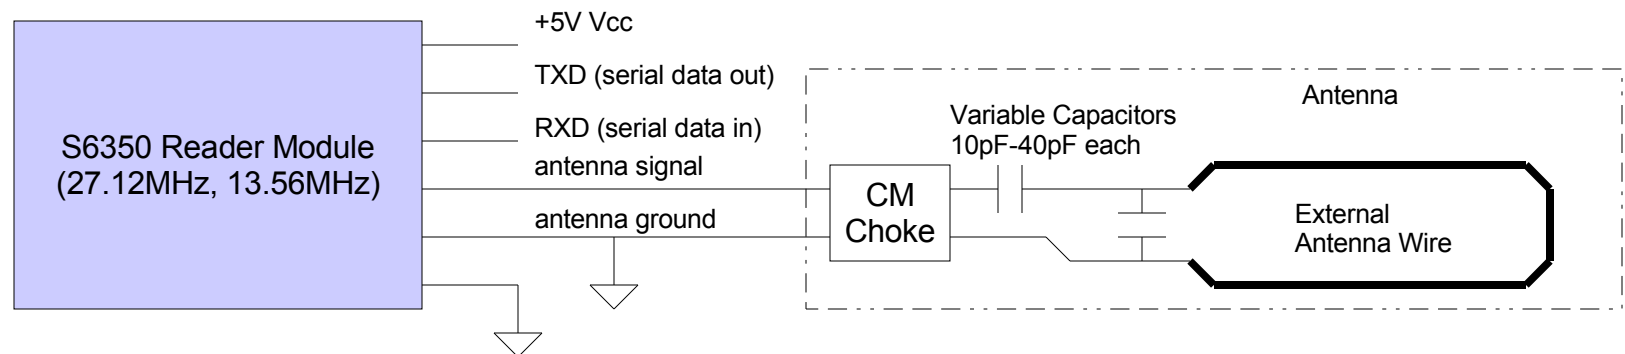 S6350 Reader Module
(27.12MHz, 13.56MHz)
+5V Vcc
TXD (serial data out)
RXD (serial data in)
antenna signal
antenna ground
CM
Choke
Variable Capacitors
10pF-40pF each
Antenna
External
Antenna Wire